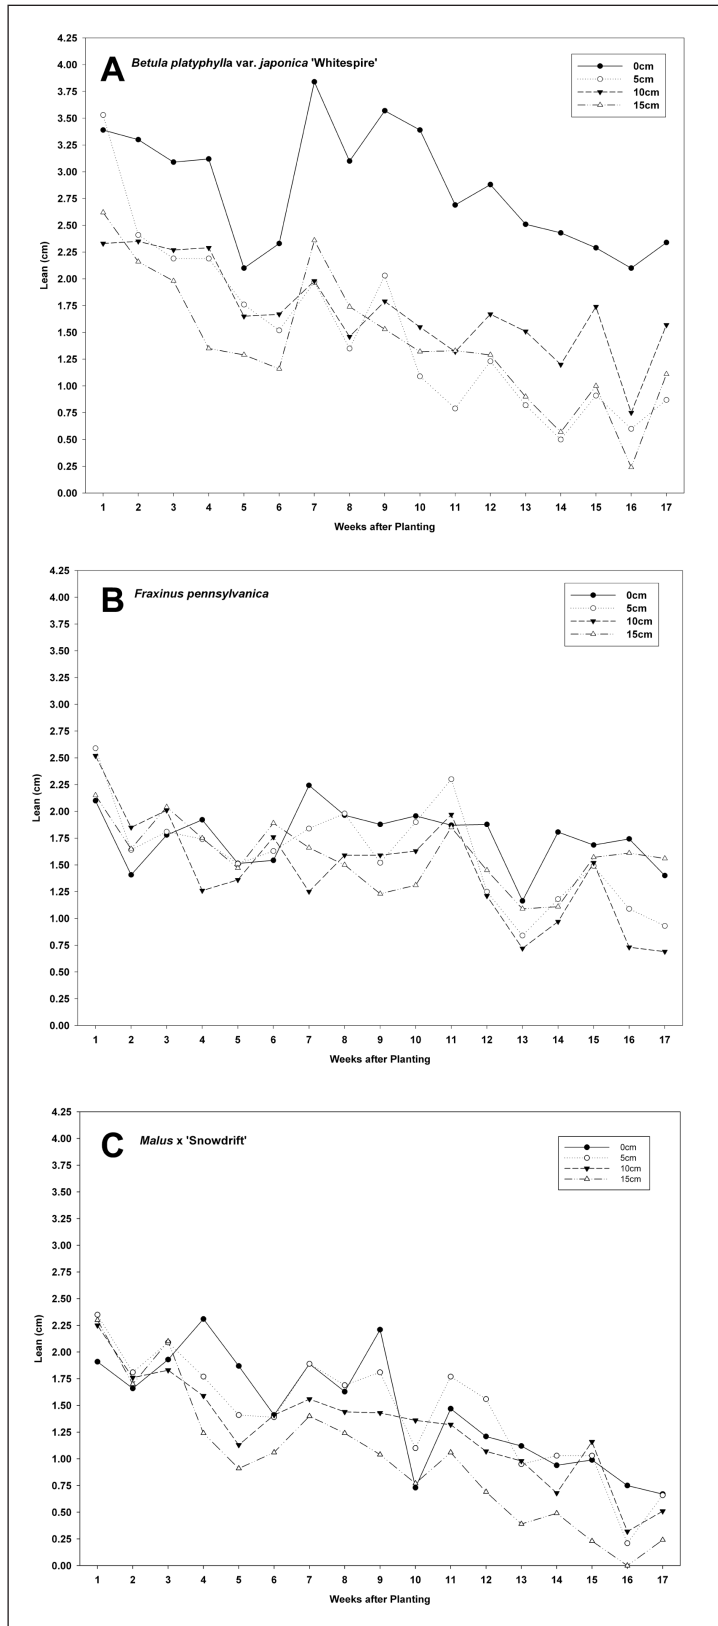 A Betula platyphylla var. japonica 'Whitespire'
0cm
5cm
10cm
15cm
Lean (cm)
4.25
4.00
3.75
3.50
3.25
3.00
2.75
2.50
2.25
2.00
1.75
1.50
1.25
1.00
0.75
0.50
0.25
0.00
1 2 3 4 5 6 7 8 9 10 11 12 13 14 15 16 17
Weeks after Planting
B Fraxinus pennsylvanica
0cm
5cm
10cm
15cm
Lean (cm)
4.25
4.00
3.75
3.50
3.25
3.00
2.75
2.50
2.25
2.00
1.75
1.50
1.25
1.00
0.75
0.50
0.25
0.00
1 2 3 4 5 6 7 8 9 10 11 12 13 14 15 16 17
Weeks after Planting
C Malus x 'Snowdrift'
0cm
5cm
10cm
15cm
Lean (cm)
4.25
4.00
3.75
3.50
3.25
3.00
2.75
2.50
2.25
2.00
1.75
1.50
1.25
1.00
0.75
0.50
0.25
0.00
1 2 3 4 5 6 7 8 9 10 11 12 13 14 15 16 17
Weeks after Planting